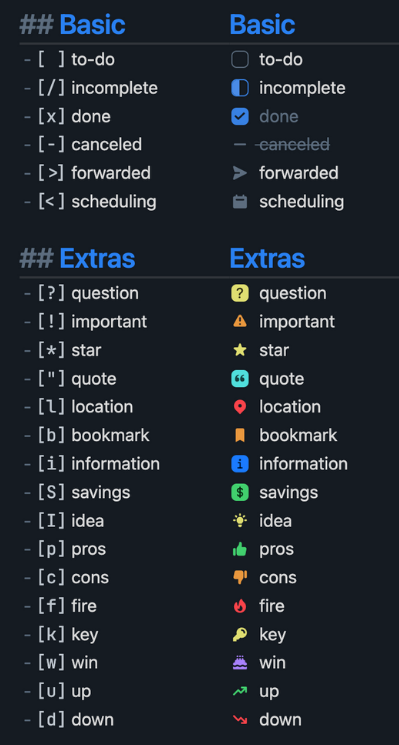 ## Basic Basic
- [ ] to-do to-do
- [/] incomplete incomplete
- [x] done done
- [-] canceled canceled
- [>] forwarded forwarded
- [<] scheduling scheduling
## Extras Extras
- [?] question ? question
- [!] important ! important
- [*] star star
- ["] quote “ quote
- [l] location location
- [b] bookmark bookmark
- [i] information i information
- [S] savings $ savings
- [I] idea idea
- [p] pros pros
- [c] cons cons
- [f] fire fire
- [k] key key
- [w] win win
- [u] up up
- [d] down down